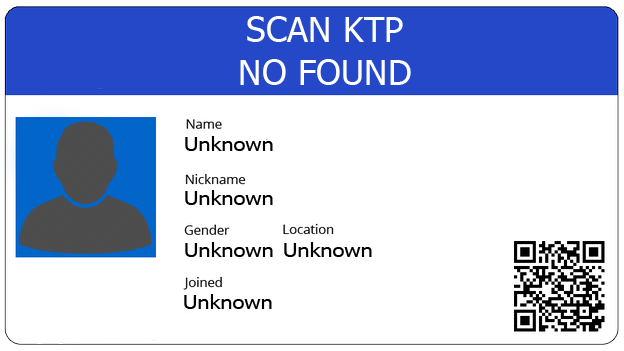 SCAN KTP
NO FOUND
Name
Unknown
Nickname
Unknown
Gender Location
Unknown Unknown
Joined
Unknown